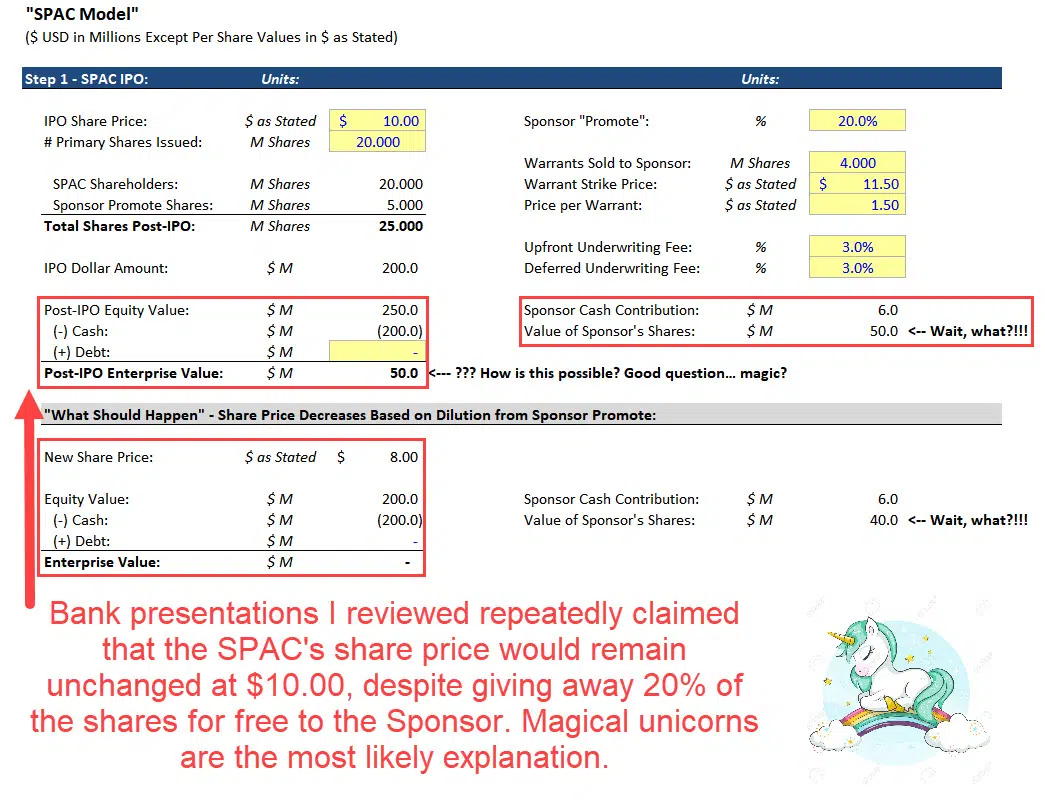 "SPAC Model"
($ USD in Millions Except Per Share Values in $ as Stated)
Step 1 - SPAC IPO: Units: Units:
IPO Share Price: $ as Stated $ 10.00 Sponsor "Promote": % 20.0%
# Primary Shares Issued: M Shares 20.000
Warrants Sold to Sponsor: M Shares 4.000
SPAC Shareholders: M Shares 20.000 Warrant Strike Price: $ as Stated $ 11.50
Sponsor Promote Shares: M Shares 5.000 Price per Warrant: $ as Stated 1.50
Total Shares Post-IPO: M Shares 25.000
Upfront Underwriting Fee: % 3.0%
IPO Dollar Amount: $ M 200.0 Deferred Underwriting Fee: % 3.0%
Post-IPO Equity Value: $ M 250.0 Sponsor Cash Contribution: $ M 6.0
(-) Cash: $ M (200.0) Value of Sponsor's Shares: $ M 50.0 <-- Wait, what?!!!
(+) Debt: $ M -
Post-IPO Enterprise Value: $ M 50.0 <--- ??? How is this possible? Good question... magic?
"What Should Happen" - Share Price Decreases Based on Dilution from Sponsor Promote:
New Share Price: $ as Stated $ 8.00
Equity Value: $ M 200.0 Sponsor Cash Contribution: $ M 6.0
(-) Cash: $ M (200.0) Value of Sponsor's Shares: $ M 40.0 <-- Wait, what?!!!
(+) Debt: $ M -
Enterprise Value: $ M -
Bank presentations I reviewed repeatedly claimed
that the SPAC's share price would remain
unchanged at $10.00, despite giving away 20% of
the shares for free to the Sponsor. Magical unicorns
are the most likely explanation.